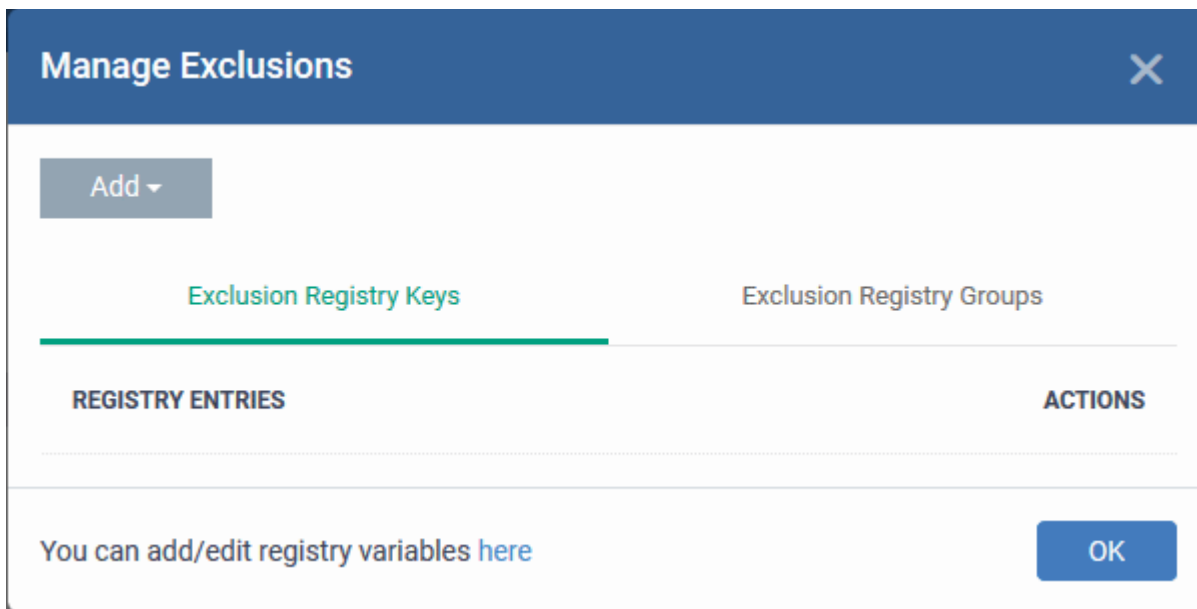 Manage Exclusions
Add
Exclusion Registry Keys Exclusion Registry Groups
REGISTRY ENTRIES ACTIONS
You can add/edit registry variables here OK